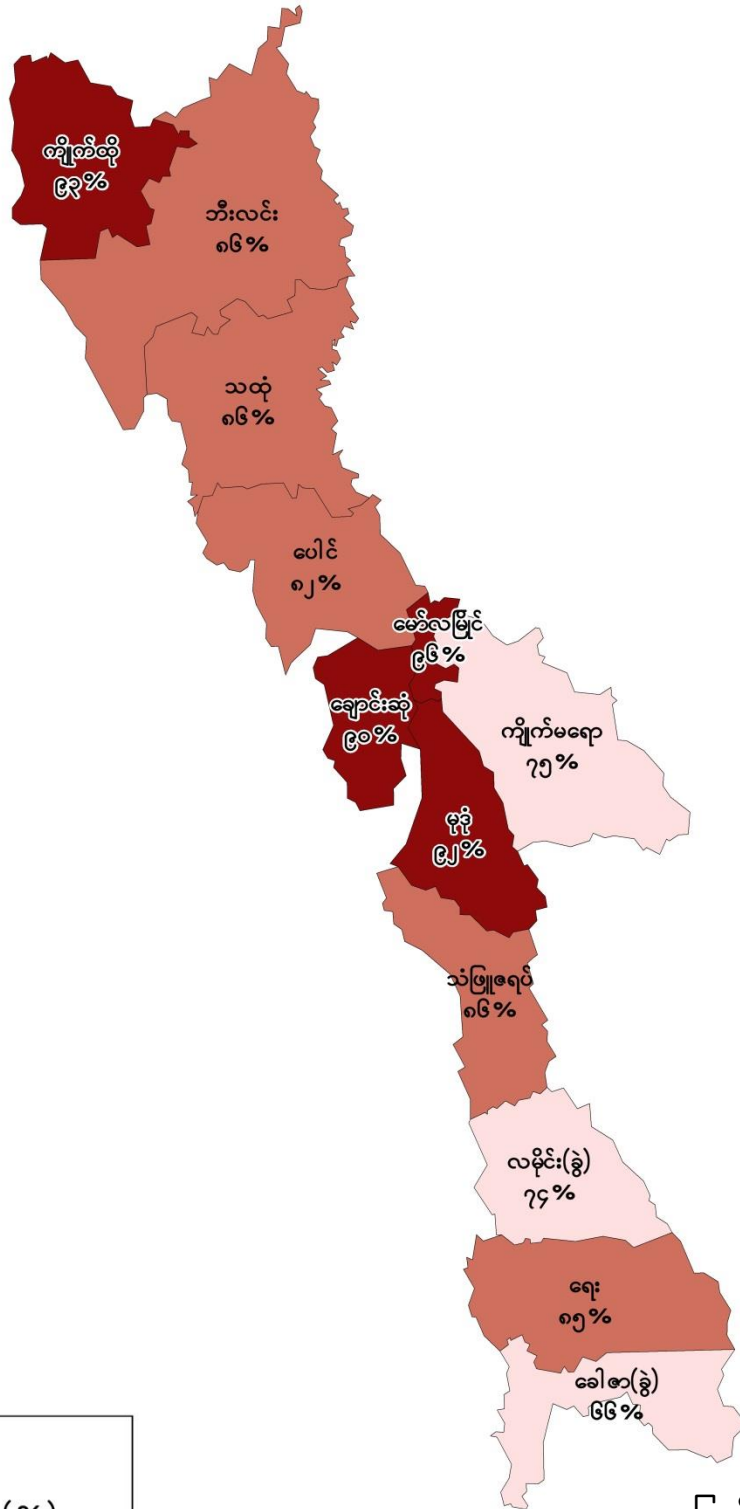 ကျိုက်ထို
၉၃%
ဘီးလင်း
၈၆%
သထုံ
၈၆%
ပေါင်
၈၂%
မော်လမြိုင်
၉၆%
ချောင်းဆုံ
၉၀%
ကျိုက်မရော
၇၅%
မုဒုံ
၉၂%
သံဖြူဇရပ်
၈၆%
လမိုင်း(ခွဲ)
၇၄%
ရေး
၈၅%
ခေါဇာ(ခွဲ)
၆၆%
(%)